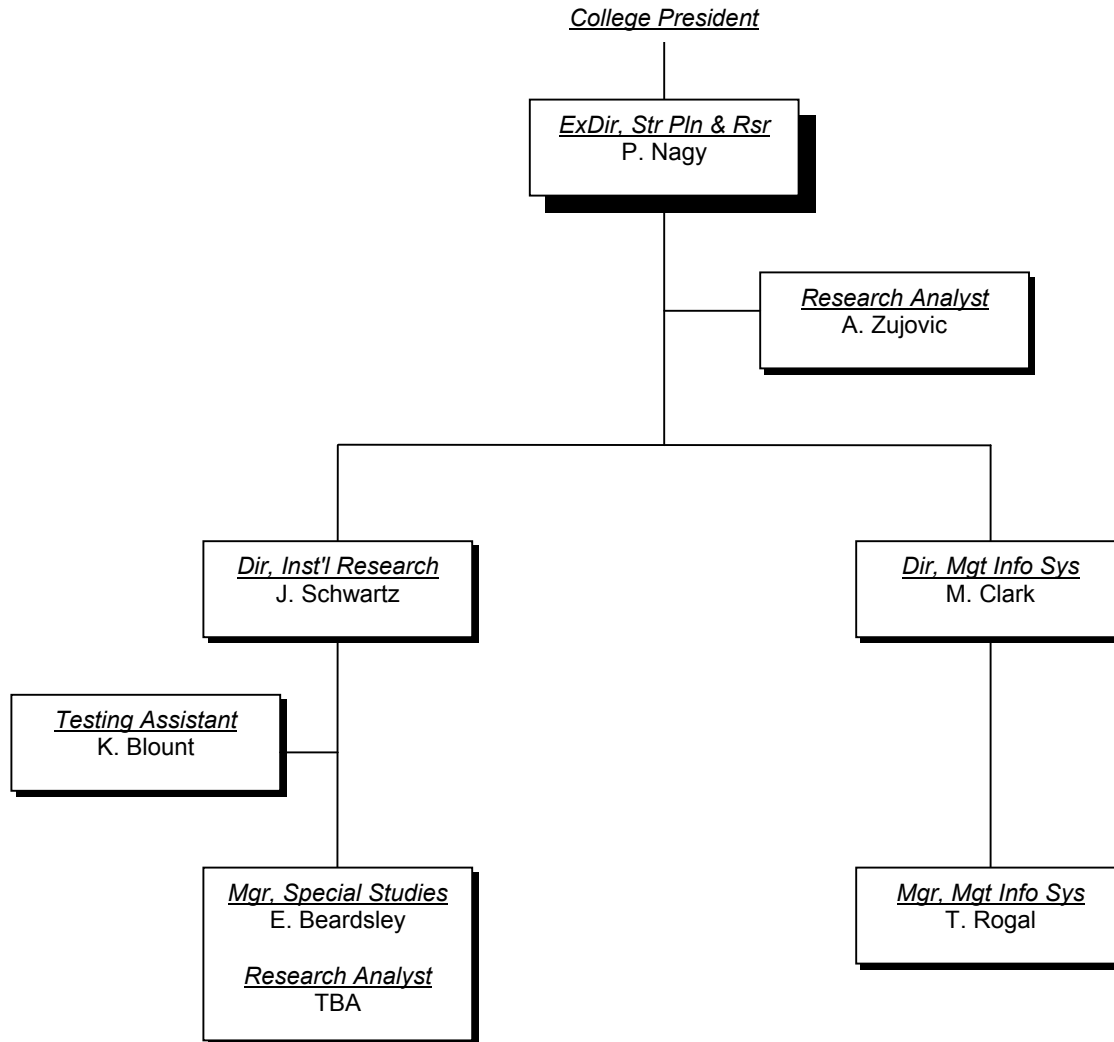 College President
ExDir, Str Pln & Rsr
P. Nagy
Research Analyst
A. Zujovic
Dir, Inst'l Research
J. Schwartz
Dir, Mgt Info Sys
M. Clark
Testing Assistant
K. Blount
Mgr, Special Studies
E. Beardsley
Research Analyst
TBA
Mgr, Mgt Info Sys
T. Rogal